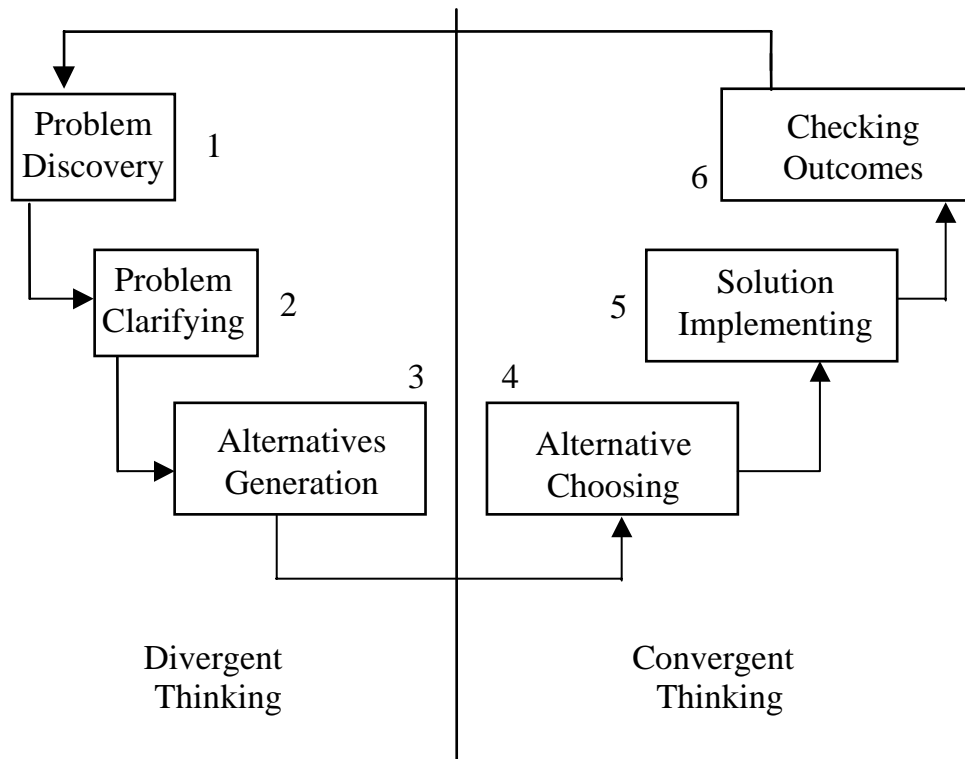 Problem
Discovery
1
Problem
Clarifying
2
3
Alternatives
Generation
4
Alternative
Choosing
5
Solution
Implementing
6
Checking
Outcomes
Divergent
Thinking
Convergent
Thinking